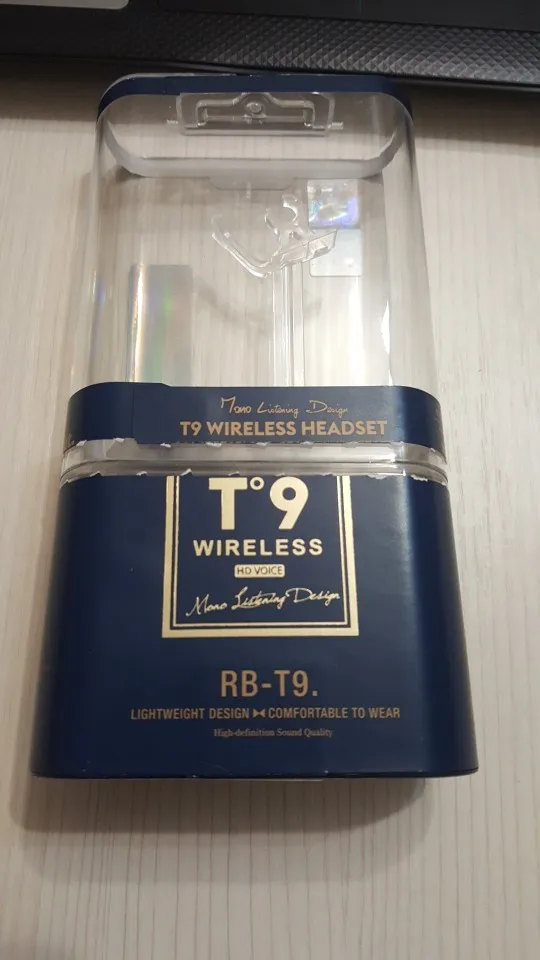 Mono Listening Design
T9 WIRELESS HEADSET
T°9
WIRELESS
HD VOICE
Mono Listening Design
RB-T9.
LIGHTWEIGHT DESIGN COMFORTABLE TO WEAR
High-definition Sound Quality